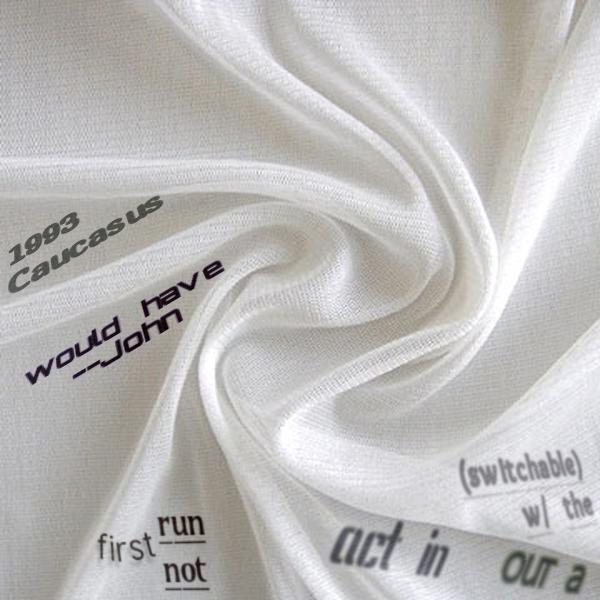 1993
Caucasus
would have
--John
(switchable)
w/ the
first
run
not
act in
our a